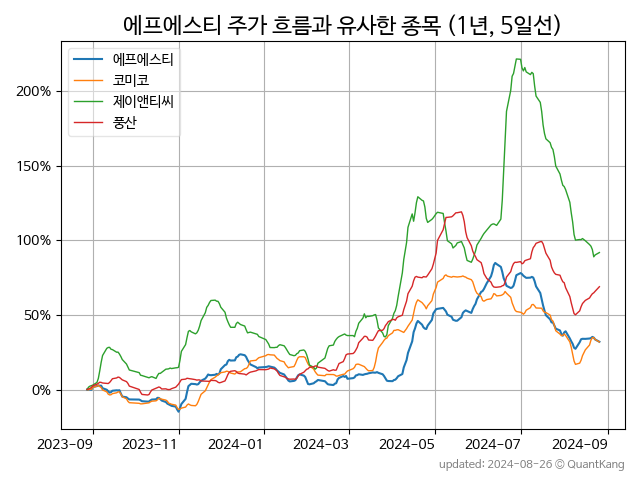 에프에스티 주가 흐름과 유사한 종목 (1년, 5일선)
에프에스티
코미코
제이앤티씨
풍산
200%
150%
100%
50%
0%
2023-09 2023-11 2024-01 2024-03 2024-05 2024-07 2024-09
updated: 2024-08-26 © QuantKang